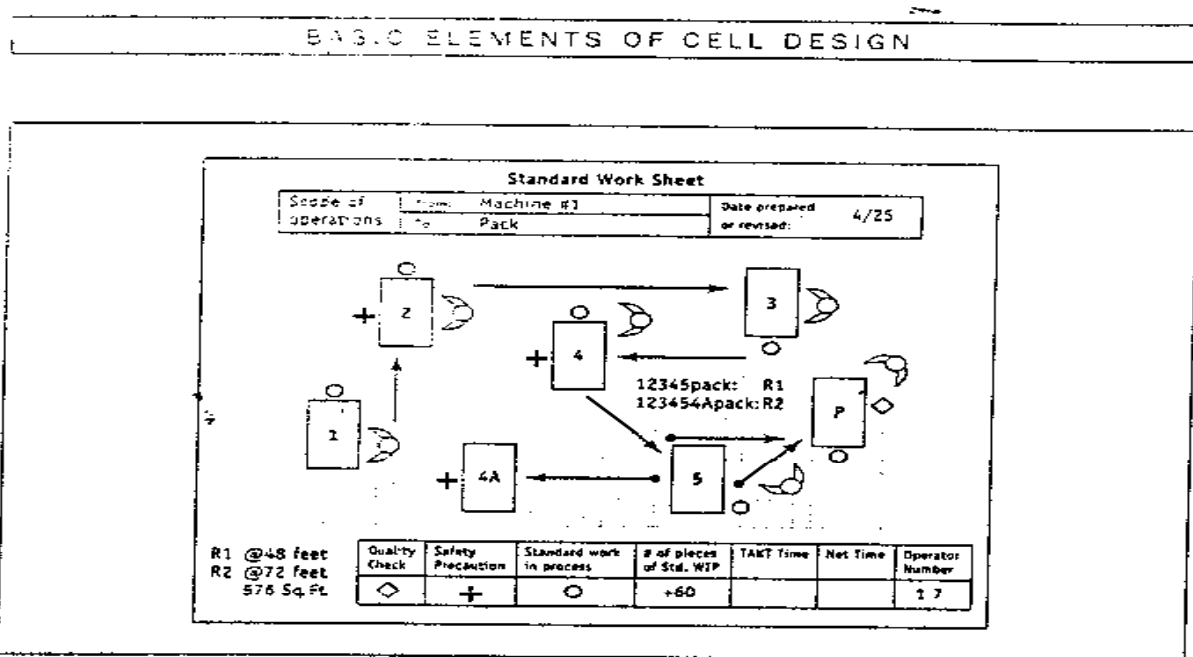 BASIC ELEMENTS OF CELL DESIGN
Standard Work Sheet
Scope of operations
From: Machine #1
To Pack
Date prepared or revised: 4/25
2
3
4
1
12345pack: R1
123454Apack: R2
P
4A
5
R1 @48 feet
R2 @72 feet
576 Sq.Ft.
Quality Check
Safety Precaution
Standard work in process
# of pieces of Std. WIP
TAKT Time
Net Time
Operator Number
+60